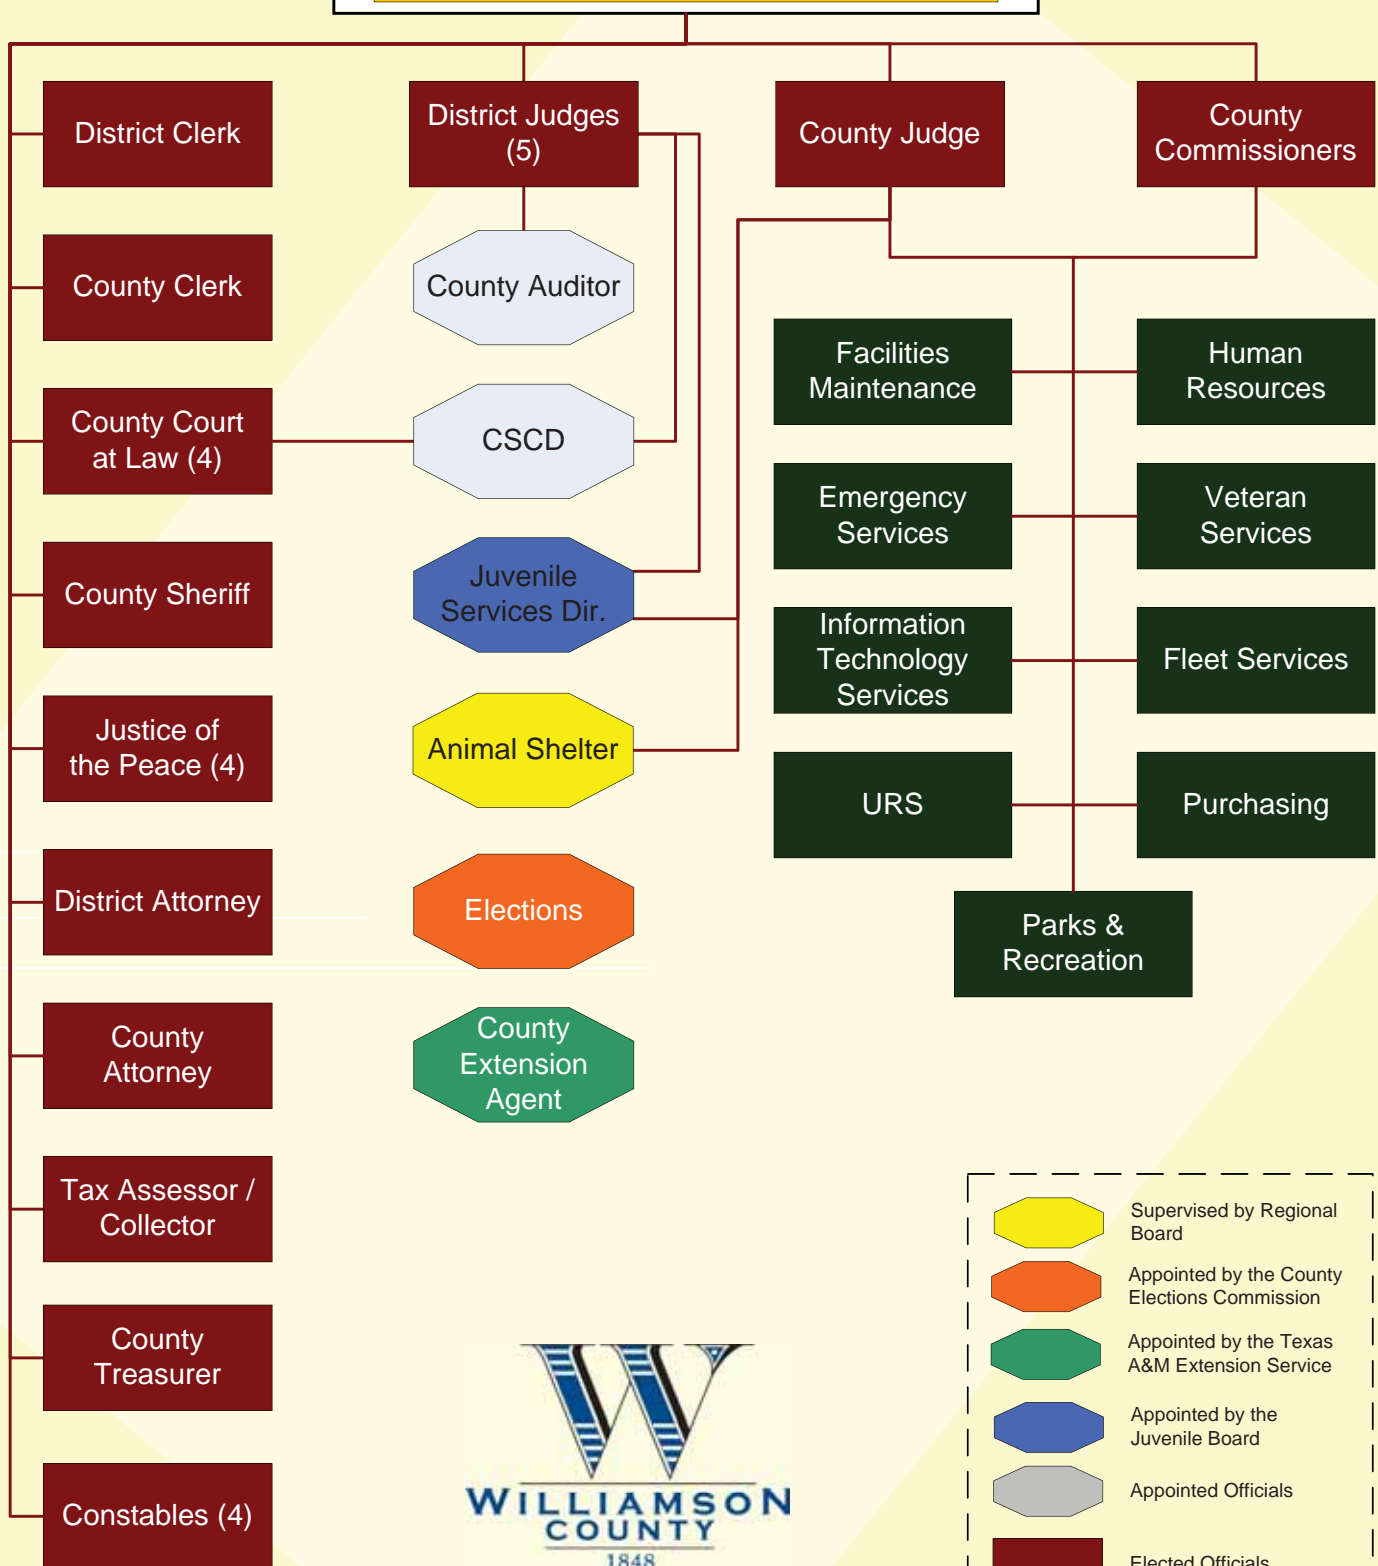 District Clerk
District Judges
(5)
County Judge
County
Commissioners
County Clerk
County Auditor
Facilities
Maintenance
Human
Resources
County Court
at Law (4)
CSCD
Emergency
Services
Veteran
Services
County Sheriff
Juvenile
Services Dir.
Information
Technology
Services
Fleet Services
Justice of
the Peace (4)
Animal Shelter
URS
Purchasing
District Attorney
Elections
Parks &
Recreation
County
Attorney
County
Extension
Agent
Tax Assessor /
Collector
County
Treasurer
Constables (4)
WILLIAMSON
COUNTY
1848
Supervised by Regional
Board
Appointed by the County
Elections Commission
Appointed by the Texas
A&M Extension Service
Appointed by the
Juvenile Board
Appointed Officials
Elected Officials